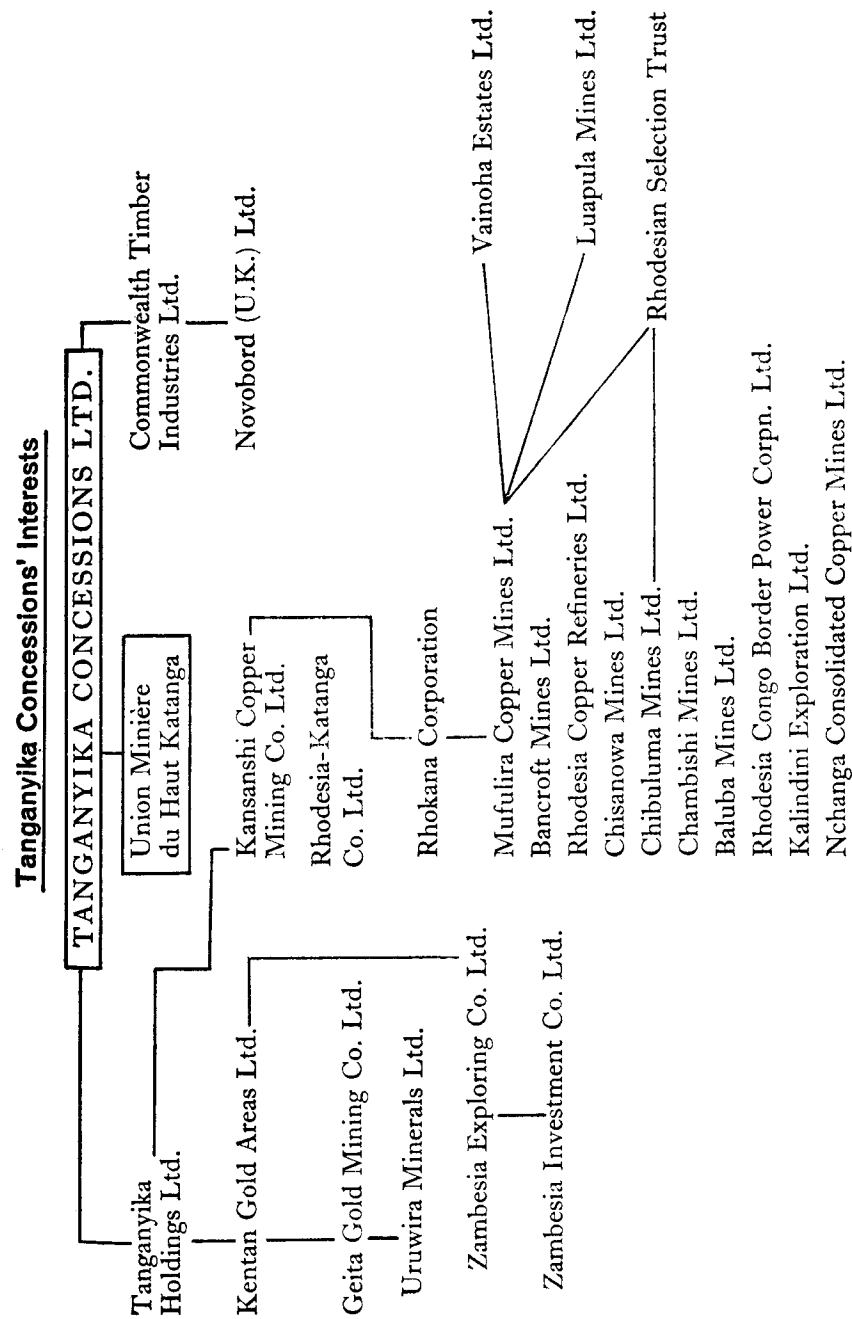 Tanganyika Concessions' Interests
TANGANYIKA CONCESSIONS LTD.
Tanganyika
Holdings Ltd.
Union Minière
du Haut Katanga
Commonwealth Timber
Industries Ltd.
Kentan Gold Areas Ltd.
Kansanshi Copper
Mining Co. Ltd.
Novobord (U.K.) Ltd.
Rhodesia-Katanga
Co. Ltd.
Geita Gold Mining Co. Ltd.
Uruwira Minerals Ltd.
Rhokana Corporation
Zambesia Exploring Co. Ltd.
Zambesia Investment Co. Ltd.
Mufulira Copper Mines Ltd.
Bancroft Mines Ltd.
Rhodesia Copper Refineries Ltd.
Chisanowa Mines Ltd.
Chibuluma Mines Ltd.
Chambishi Mines Ltd.
Baluba Mines Ltd.
Rhodesia Congo Border Power Corpn. Ltd.
Kalindini Exploration Ltd.
Nchanga Consolidated Copper Mines Ltd.
Vainoha Estates Ltd.
Luapula Mines Ltd.
Rhodesian Selection Trust